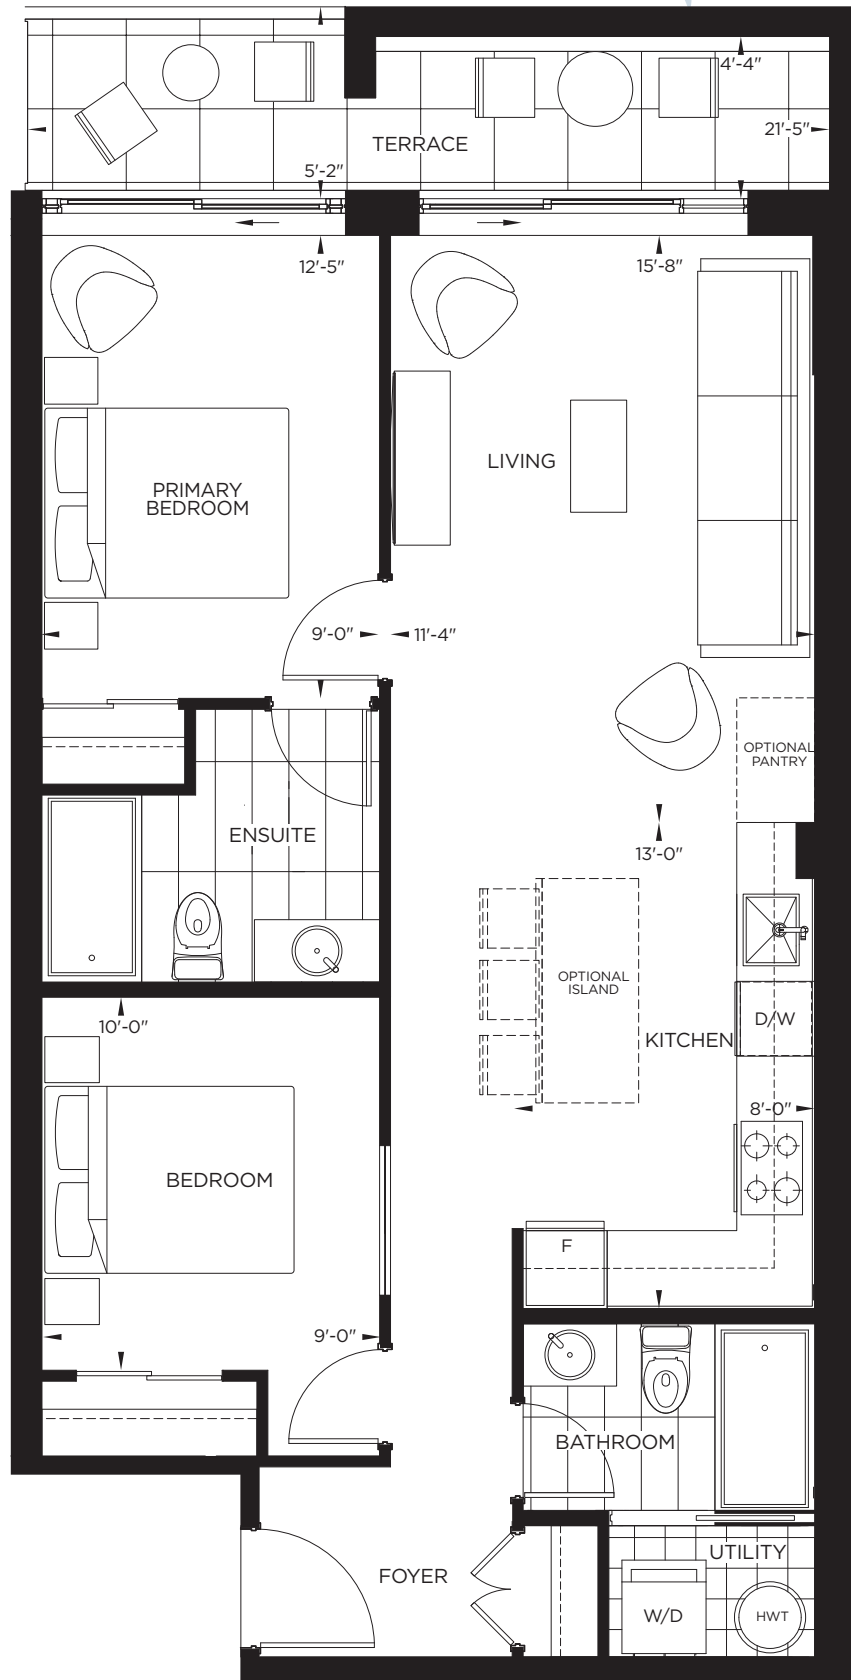 4'-4"
TERRACE
21'-5"
5'-2"
12'-5"
15'-8"
LIVING
PRIMARY
BEDROOM
9'-0"
11'-4"
OPTIONAL
PANTRY
ENSUITE
13'-0"
OPTIONAL
ISLAND
10'-0"
D/W
KITCHEN
8'-0"
BEDROOM
F
9'-0"
BATHROOM
UTILITY
FOYER
W/D
HWT